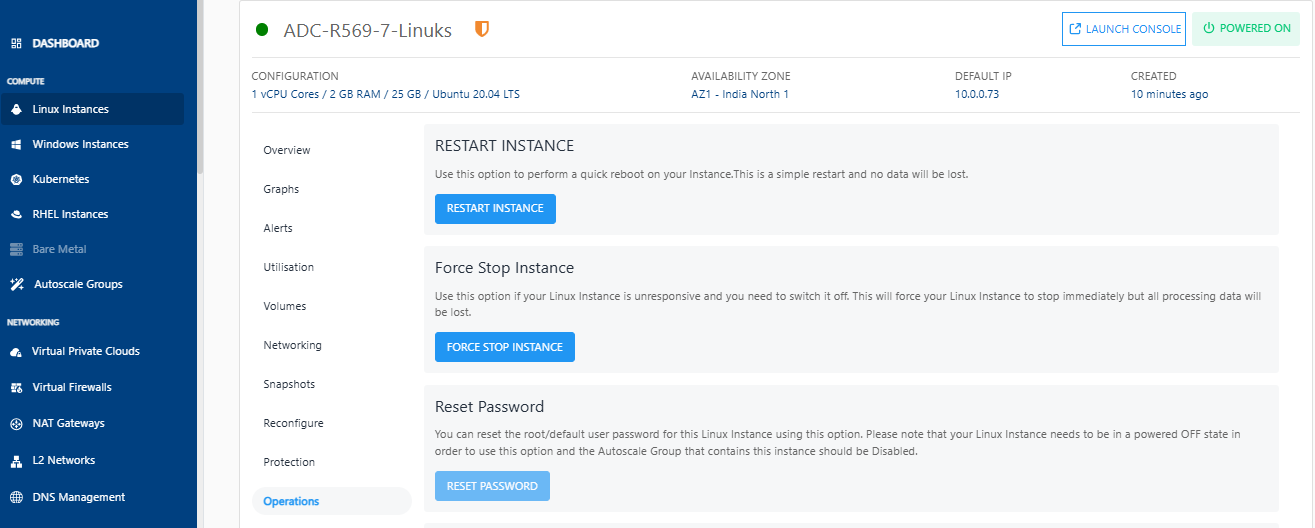 DASHBOARD
COMPUTE
Linux Instances
Windows Instances
Kubernetes
RHEL Instances
Bare Metal
Autoscale Groups
NETWORKING
Virtual Private Clouds
Virtual Firewalls
NAT Gateways
L2 Networks
DNS Management
ADC-R569-7-Linuks
LAUNCH CONSOLE
POWERED ON
CONFIGURATION
1 vCPU Cores / 2 GB RAM / 25 GB / Ubuntu 20.04 LTS
AVAILABILITY ZONE
AZ1 - India North 1
DEFAULT IP
10.0.0.73
CREATED
10 minutes ago
Overview
Graphs
Alerts
Utilisation
Volumes
Networking
Snapshots
Reconfigure
Protection
Operations
RESTART INSTANCE
Use this option to perform a quick reboot on your Instance.This is a simple restart and no data will be lost.
RESTART INSTANCE
Force Stop Instance
Use this option if your Linux Instance is unresponsive and you need to switch it off. This will force your Linux Instance to stop immediately but all processing data will
be lost.
FORCE STOP INSTANCE
Reset Password
You can reset the root/default user password for this Linux Instance using this option. Please note that your Linux Instance needs to be in a powered OFF state in
order to use this option and the Autoscale Group that contains this instance should be Disabled.
RESET PASSWORD